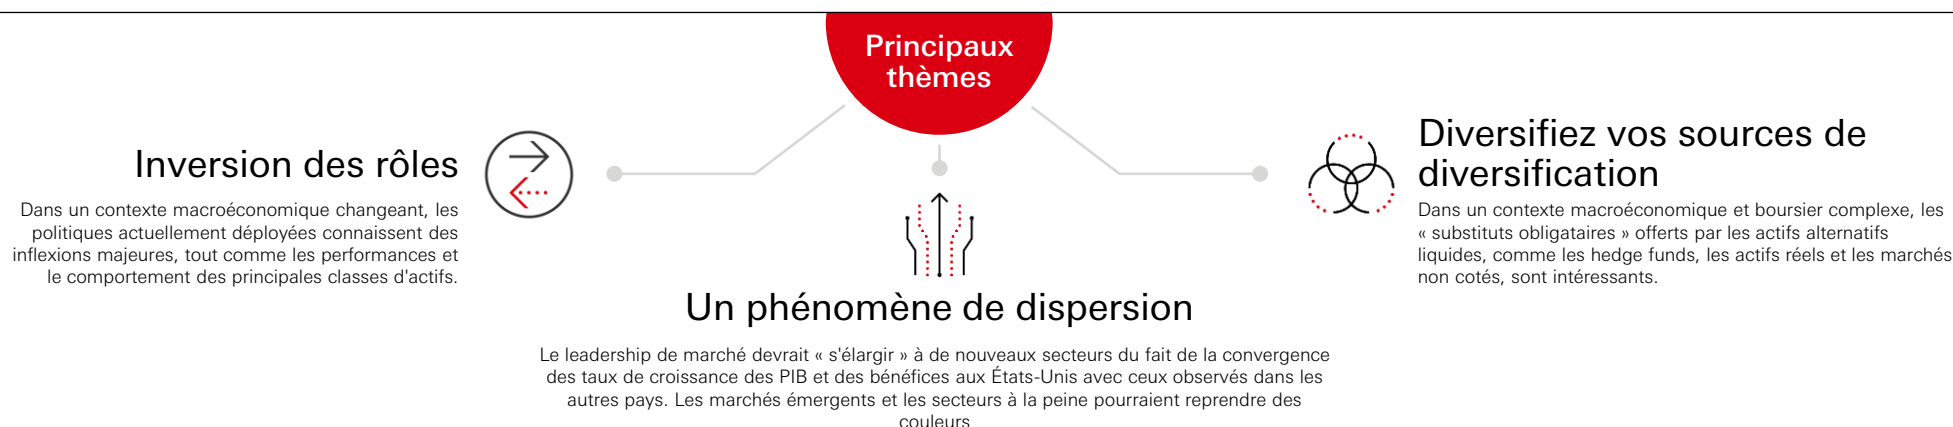 Principaux
thèmes
Inversion des rôles
Dans un contexte macroéconomique changeant, les
politiques actuellement déployées connaissent des
inflexions majeures, tout comme les performances et
le comportement des principales classes d'actifs.
Un phénomène de dispersion
Le leadership de marché devrait « s'élargir » à de nouveaux secteurs du fait de la convergence
des taux de croissance des PIB et des bénéfices aux États-Unis avec ceux observés dans les
autres pays. Les marchés émergents et les secteurs à la peine pourraient reprendre des
couleurs
Diversifiez vos sources de
diversification
Dans un contexte macroéconomique et boursier complexe, les
« substituts obligataires » offerts par les actifs alternatifs
liquides, comme les hedge funds, les actifs réels et les marchés
non cotés, sont intéressants.